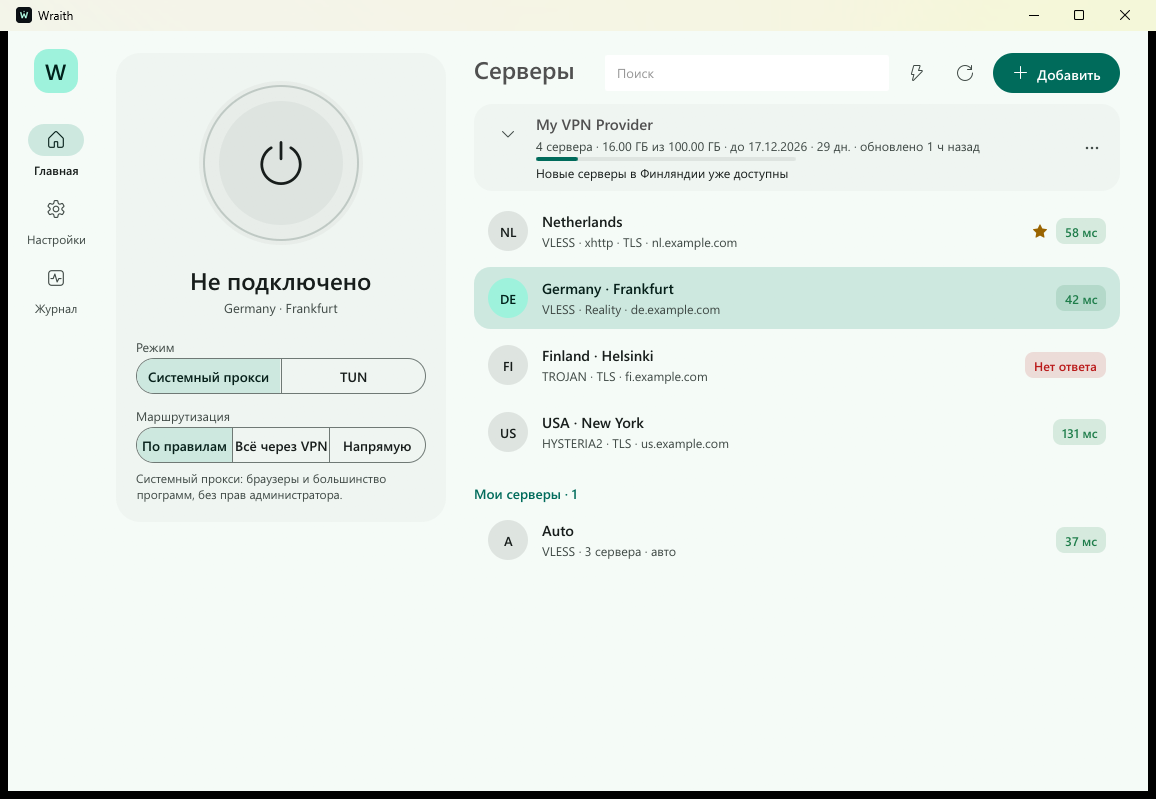 Wraith
W
Главная
Настройки
Журнал
Не подключено
Germany · Frankfurt
Режим
Системный прокси
TUN
Маршрутизация
По правилам
Всё через VPN
Напрямую
Системный прокси: браузеры и большинство
программ, без прав администратора.
Серверы
Поиск
Добавить
My VPN Provider
4 сервера · 16.00 ГБ из 100.00 ГБ · до 17.12.2026 · 29 дн. · обновлено 1 ч назад
Новые серверы в Финляндии уже доступны
NL
Netherlands
VLESS · xhttp · TLS · nl.example.com
58 мс
DE
Germany · Frankfurt
VLESS · Reality · de.example.com
42 мс
FI
Finland · Helsinki
TROJAN · TLS · fi.example.com
Нет ответа
US
USA · New York
HYSTERIA2 · TLS · us.example.com
131 мс
Мои серверы · 1
A
Auto
VLESS · 3 сервера · авто
37 мс